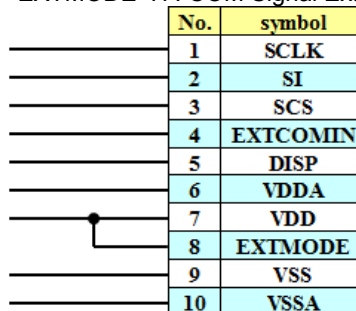 No. symbol
1 SCLK
2 SI
3 SCS
4 EXTCOMIN
5 DISP
6 VDDA
7 VDD
8 EXTMODE
9 VSS
10 VSSA